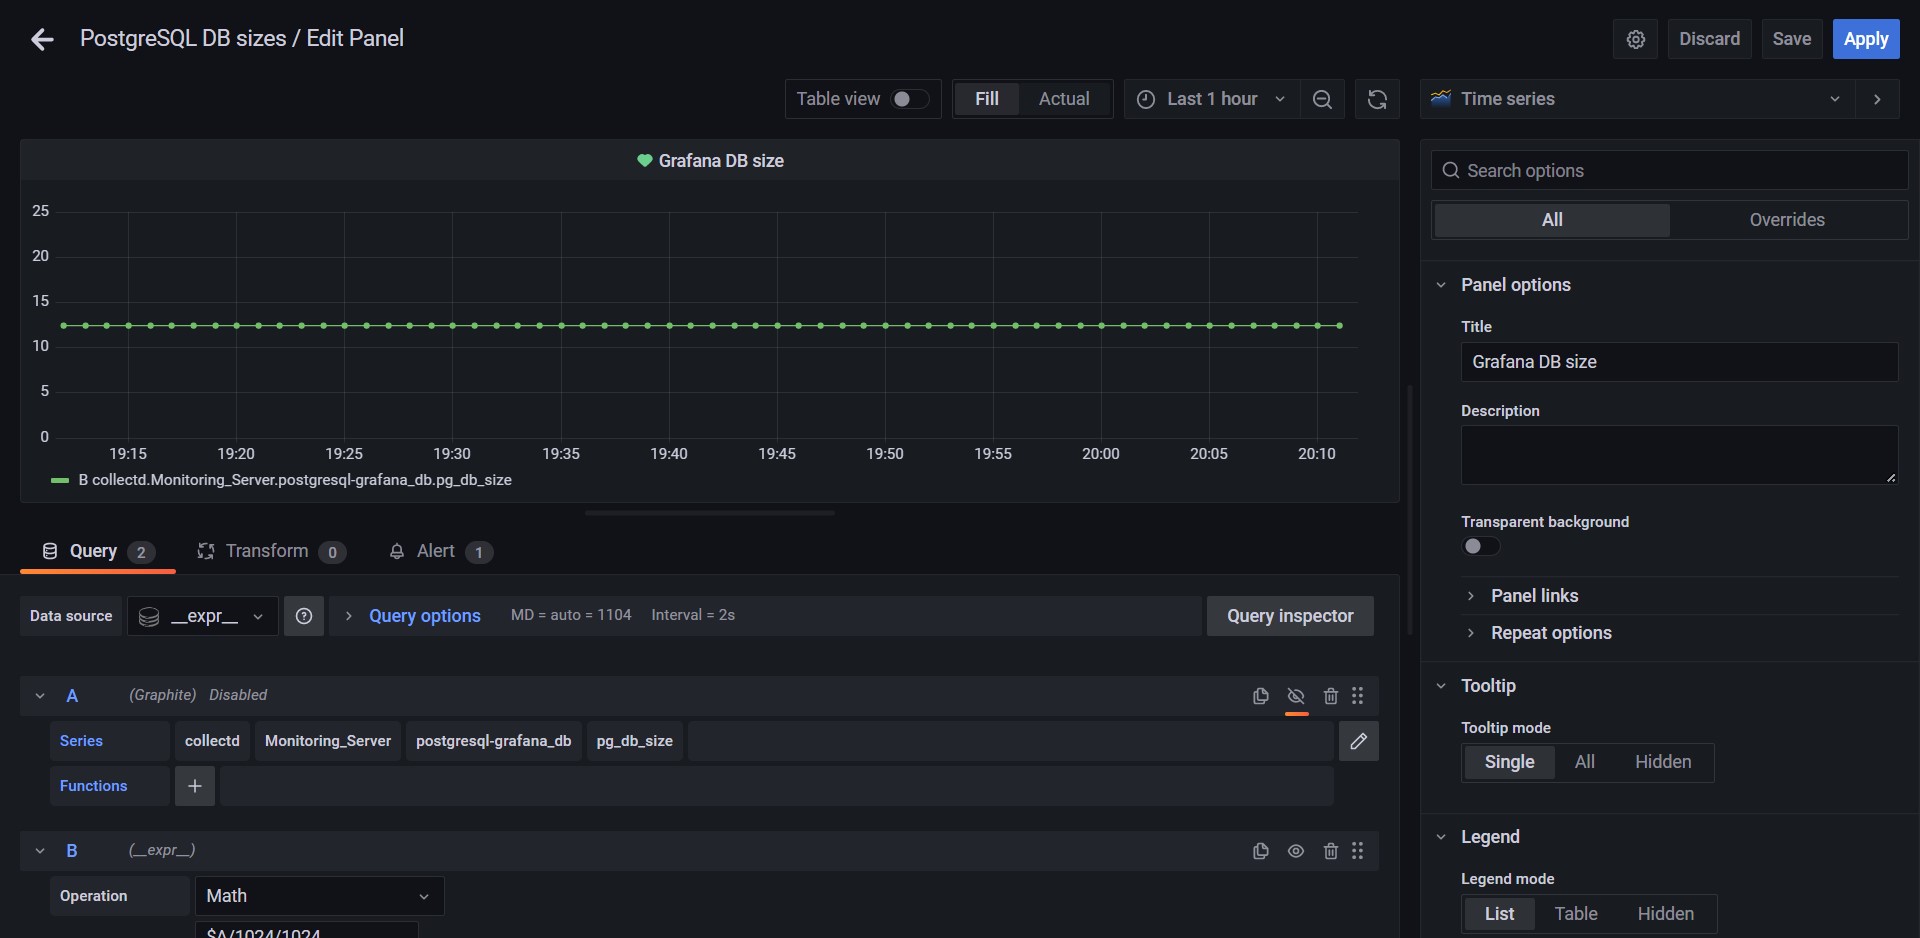 PostgreSQL DB sizes / Edit Panel
Discard
Save
Apply
Table view
Fill
Actual
Last 1 hour
Time series
Grafana DB size
25
20
15
10
5
0
19:15 19:20 19:25 19:30 19:35 19:40 19:45 19:50 19:55 20:00 20:05 20:10
B collectd.Monitoring_Server.postgresql-grafana_db.pg_db_size
Query 2
Transform 0
Alert 1
Data source
__expr__
Query options
MD = auto = 1104
Interval = 2s
Query inspector
A (Graphite) Disabled
Series collectd Monitoring_Server postgresql-grafana_db pg_db_size
Functions +
B (__expr__)
Operation Math
$A/1024/1024
Search options
All
Overrides
Panel options
Title
Grafana DB size
Description
Transparent background
Panel links
Repeat options
Tooltip
Tooltip mode
Single All Hidden
Legend
Legend mode
List Table Hidden